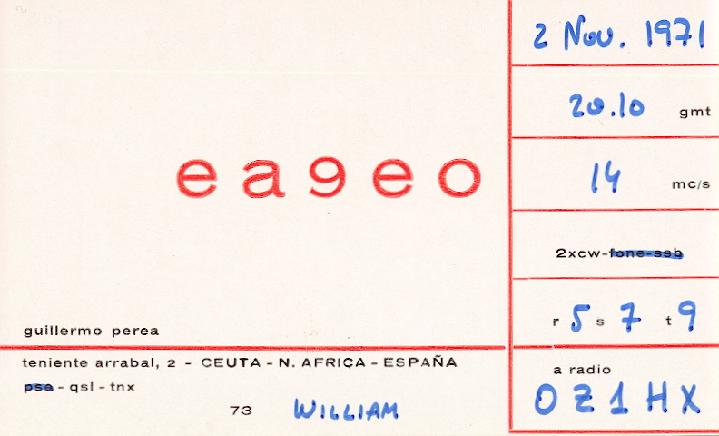 2 Nov. 1971
20.10 gmt
ea9eo
14 mc/s
2xcw-fone-ssb
r 5 s 7 t 9
guillermo perea
teniente arrabal, 2 - CEUTA - N. AFRICA - ESPAÑA
a radio
pse - qsl - tnx
73 WILLIAM
OZ1HX